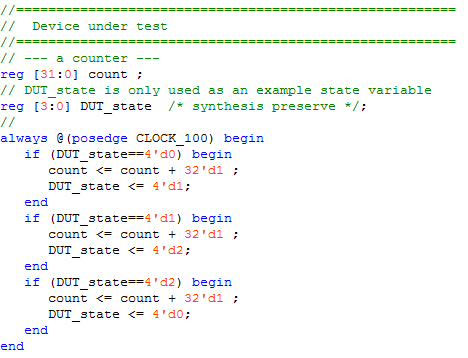 //=======================================================
//  Device under test
//=======================================================
// --- a counter ---
reg [31:0] count ;
// DUT_state is only used as an example state variable
reg [3:0] DUT_state  /* synthesis preserve */;
//
always @(posedge CLOCK_100) begin
   if (DUT_state==4'd0) begin
      count <= count + 32'd1 ;
      DUT_state <= 4'd1;
   end
   if (DUT_state==4'd1) begin
      count <= count + 32'd1 ;
      DUT_state <= 4'd2;
   end
   if (DUT_state==4'd2) begin
      count <= count + 32'd1 ;
      DUT_state <= 4'd0;
   end
end